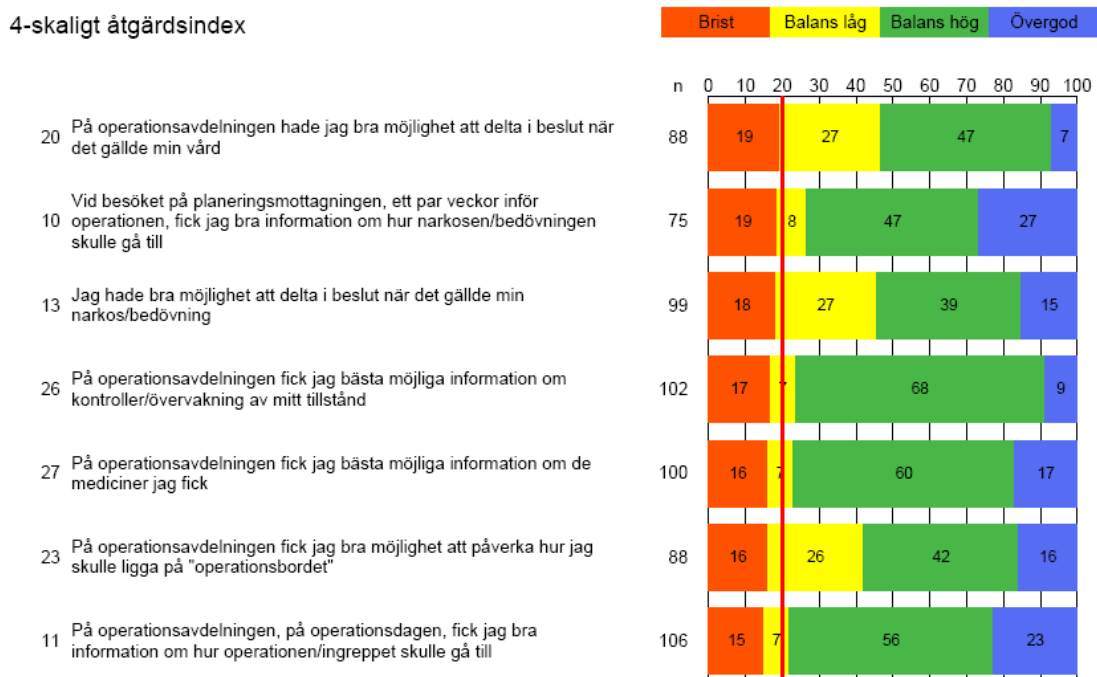 4-skaligt åtgärdsindex
Brist Balans låg Balans hög Övergod
n 0 10 20 30 40 50 60 70 80 90 100
20 På operationsavdelningen hade jag bra möjlighet att delta i beslut när
det gällde min vård
88 19 27 47 7
Vid besöket på planeringsmottagningen, ett par veckor inför
10 operationen, fick jag bra information om hur narkosen/bedövningen
skulle gå till
75 19 8 47 27
13 Jag hade bra möjlighet att delta i beslut när det gällde min
narkos/bedövning
99 18 27 39 15
26 På operationsavdelningen fick jag bästa möjliga information om
kontroller/övervakning av mitt tillstånd
102 17 7 68 9
27 På operationsavdelningen fick jag bästa möjliga information om de
mediciner jag fick
100 16 7 60 17
23 På operationsavdelningen fick jag bra möjlighet att påverka hur jag
skulle ligga på "operationsbordet"
88 16 26 42 16
11 På operationsavdelningen, på operationsdagen, fick jag bra
information om hur operationen/ingreppet skulle gå till
106 15 7 56 23